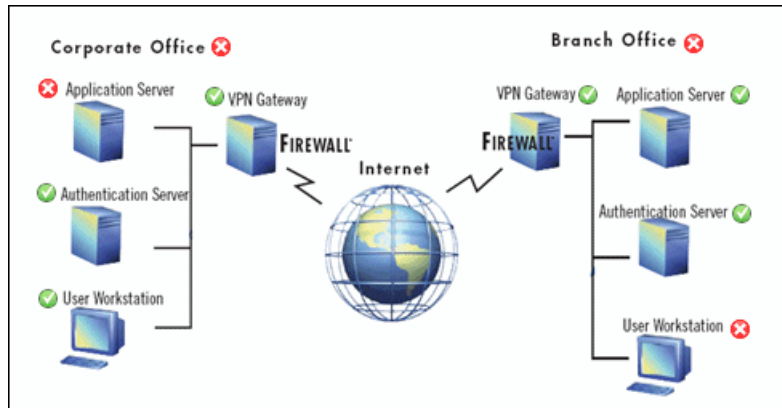 Corporate Office
Application Server
VPN Gateway
FIREWALL
Authentication Server
User Workstation
Internet
Branch Office
VPN Gateway
Application Server
FIREWALL
Authentication Server
User Workstation